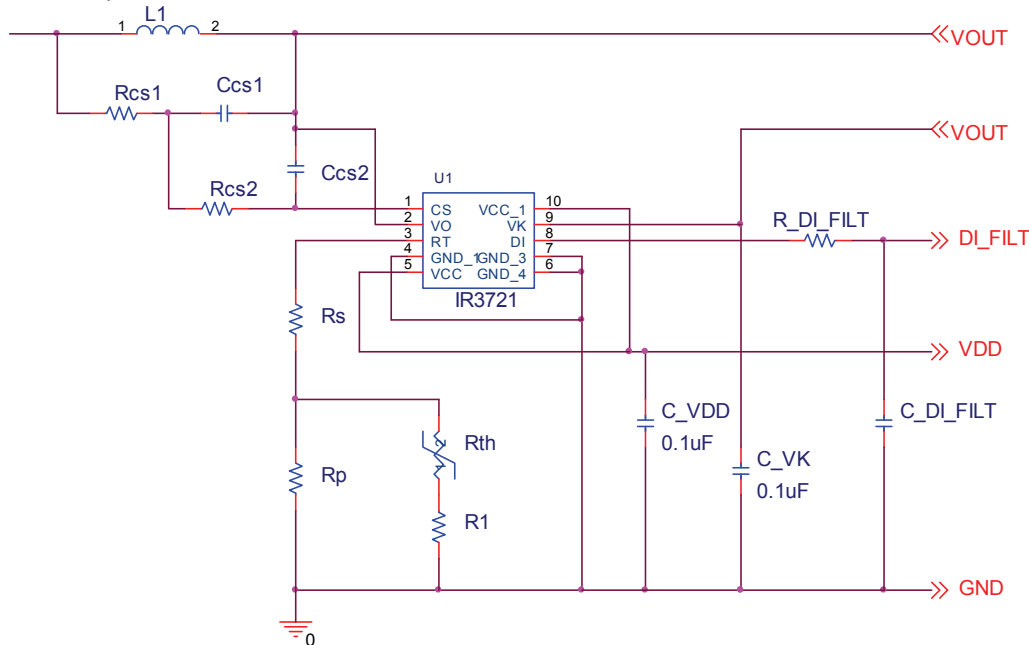 L1
1 2
VOUT
Rcs1
Ccs1
VOUT
Ccs2
Rcs2
U1
1 CS VCC_1 10
2 VO VK 9
3 RT DI 8
4 GND_1 GND_3 7
5 VCC GND_4 6
IR3721
R_DI_FILT
DI_FILT
Rs
VDD
C_VDD
0.1uF
C_DI_FILT
Rth
1 2
Rp
C_VK
0.1uF
R1
GND
0